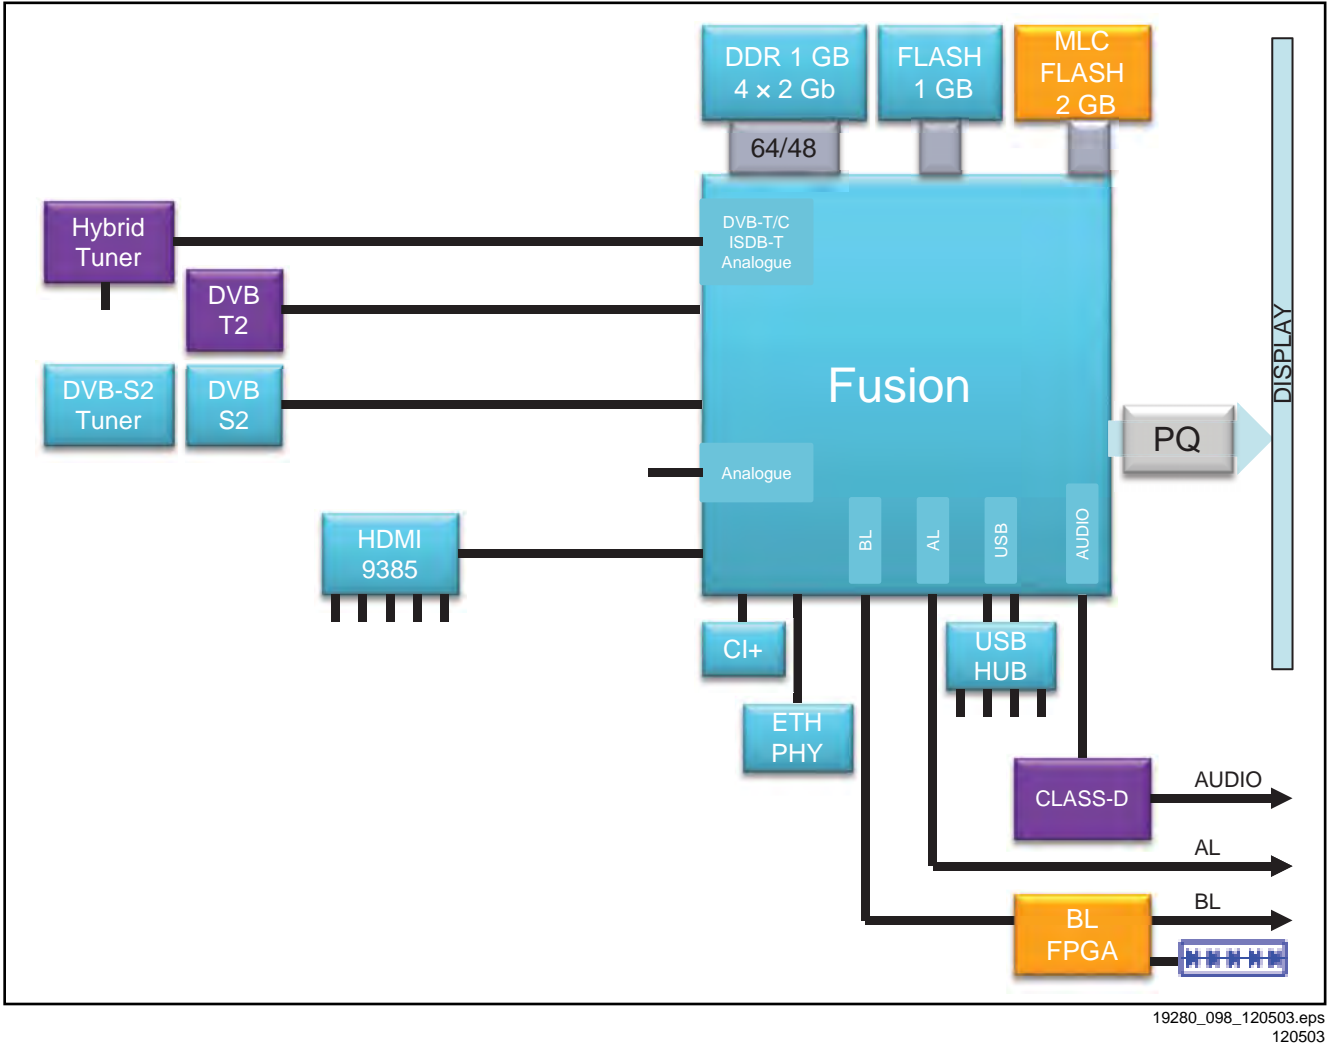 DDR 1 GB
4 × 2 Gb
FLASH
1 GB
MLC
FLASH
2 GB
64/48
Hybrid
Tuner
DVB-T/C
ISDB-T
Analogue
DVB
T2
DVB-S2
Tuner
DVB
S2
Fusion
DISPLAY
PQ
Analogue
HDMI
9385
BL
AL
USB
AUDIO
CI+
USB
HUB
ETH
PHY
CLASS-D
AUDIO
AL
BL
BL
FPGA
19280_098_120503.eps
120503